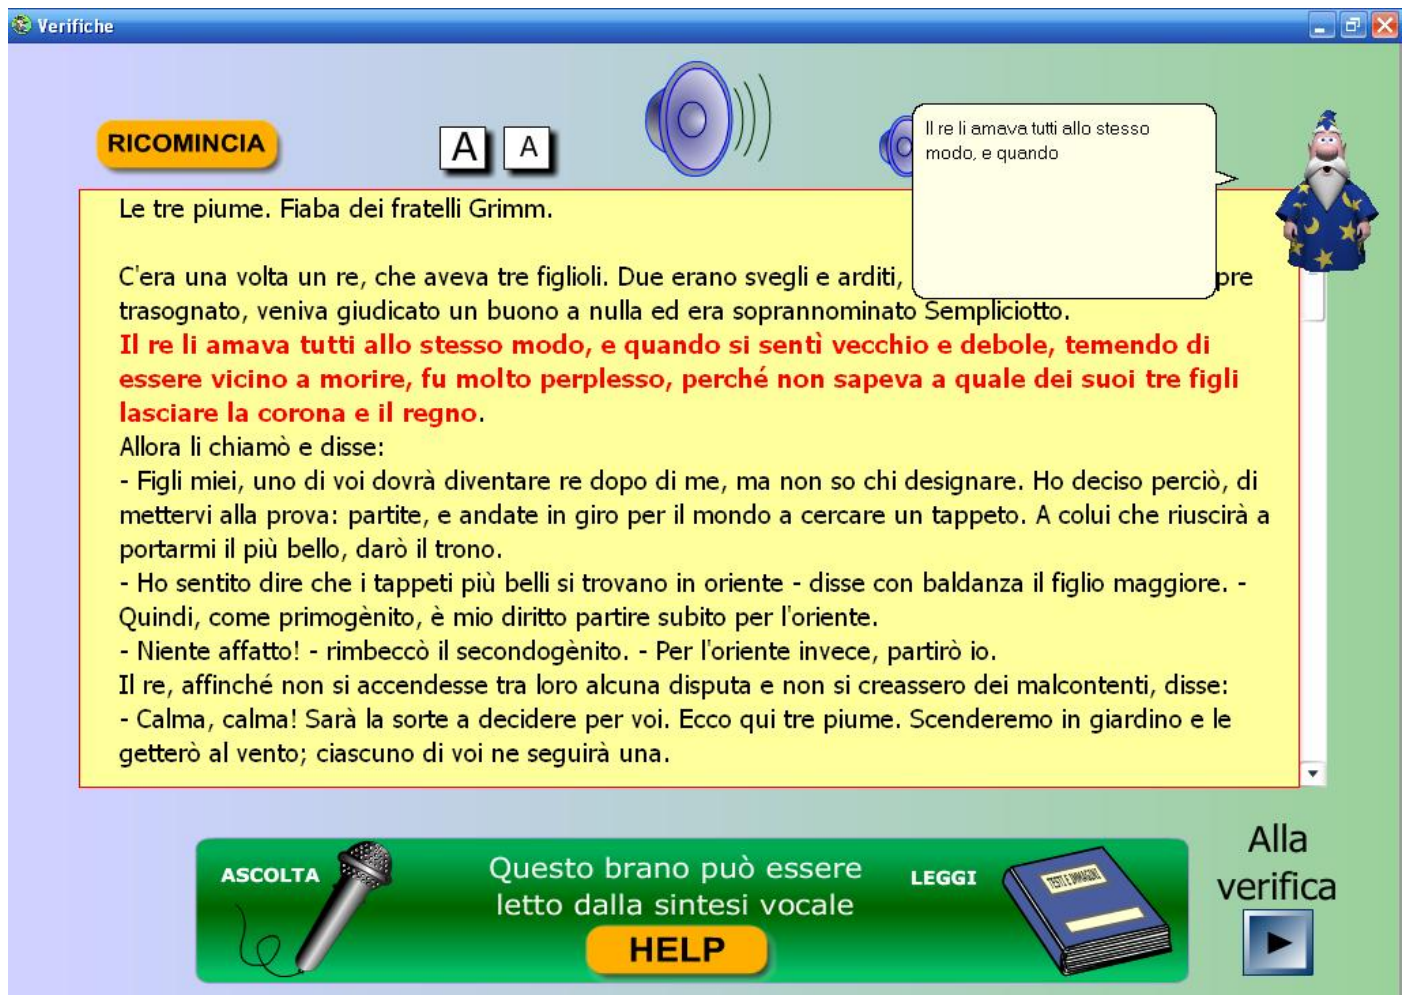 Verifiche
RICOMINCIA
A A
Il re li amava tutti allo stesso
modo, e quando
Le tre piume. Fiaba dei fratelli Grimm.
C'era una volta un re, che aveva tre figlioli. Due erano svegli e arditi, pre
trasognato, veniva giudicato un buono a nulla ed era soprannominato Sempliciotto.
Il re li amava tutti allo stesso modo, e quando si sentì vecchio e debole, temendo di
essere vicino a morire, fu molto perplesso, perché non sapeva a quale dei suoi tre figli
lasciare la corona e il regno.
Allora li chiamò e disse:
- Figli miei, uno di voi dovrà diventare re dopo di me, ma non so chi designare. Ho deciso perciò, di
mettervi alla prova: partite, e andate in giro per il mondo a cercare un tappeto. A colui che riuscirà a
portarmi il più bello, darò il trono.
- Ho sentito dire che i tappeti più belli si trovano in oriente - disse con baldanza il figlio maggiore. -
Quindi, come primogènito, è mio diritto partire subito per l'oriente.
- Niente affatto! - rimbeccò il secondogènito. - Per l'oriente invece, partirò io.
Il re, affinché non si accendesse tra loro alcuna disputa e non si creassero dei malcontenti, disse:
- Calma, calma! Sarà la sorte a decidere per voi. Ecco qui tre piume. Scenderemo in giardino e le
getterò al vento; ciascuno di voi ne seguirà una.
ASCOLTA
Questo brano può essere
letto dalla sintesi vocale
HELP
LEGGI
TESTI E IMMAGINI
Alla
verifica